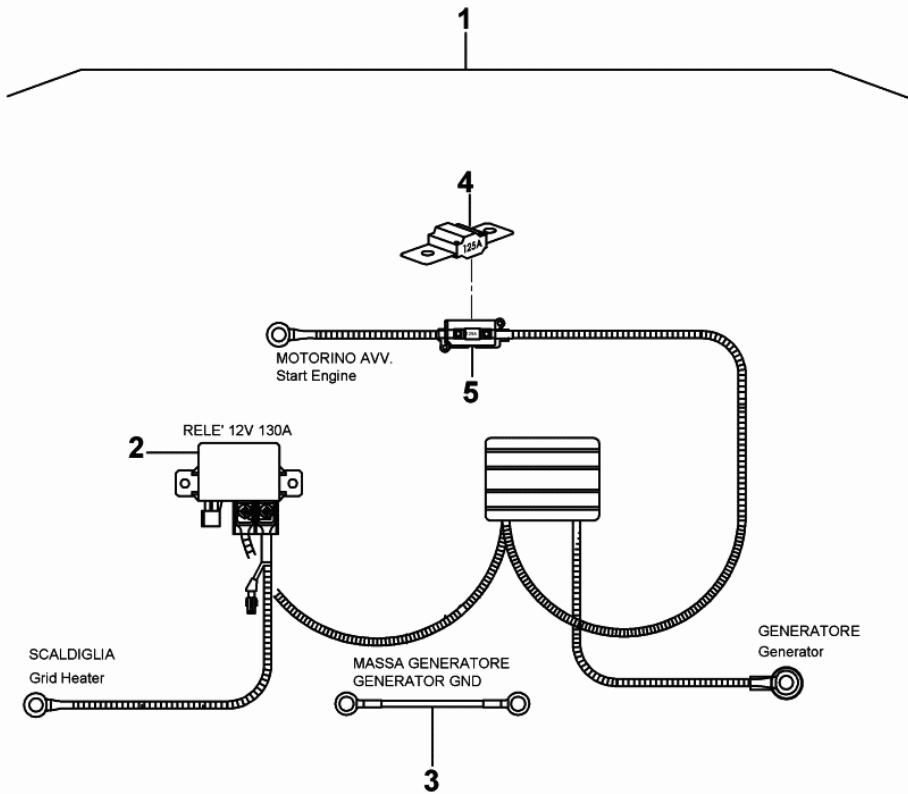 1
4
125A
MOTORINO AVV.
Start Engine
5
RELE' 12V 130A
2
SCALDIGLIA
Grid Heater
MASSA GENERATORE
GENERATOR GND
GENERATORE
Generator
3